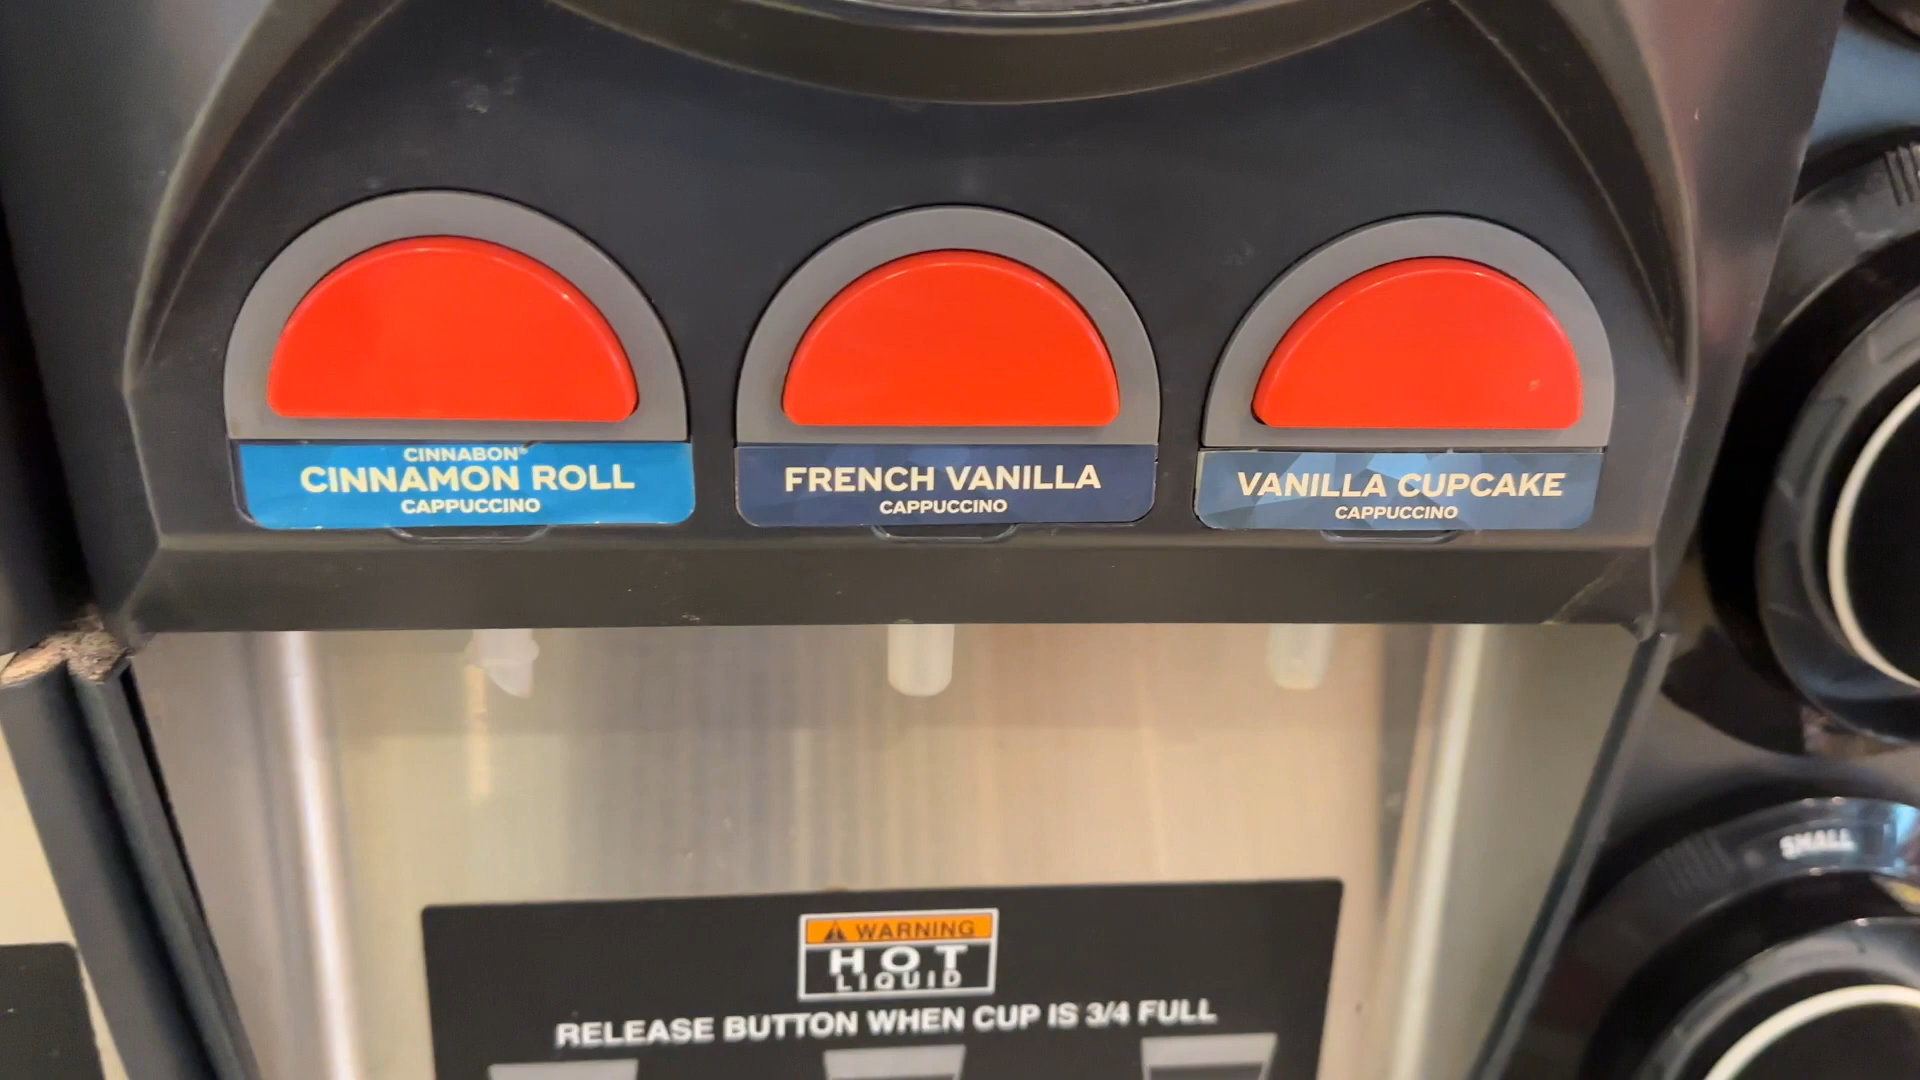 CINNABON®
CINNAMON ROLL
CAPPUCCINO
FRENCH VANILLA
CAPPUCCINO
VANILLA CUPCAKE
CAPPUCCINO
SMALL
WARNING
HOT
LIQUID
RELEASE BUTTON WHEN CUP IS 3/4 FULL